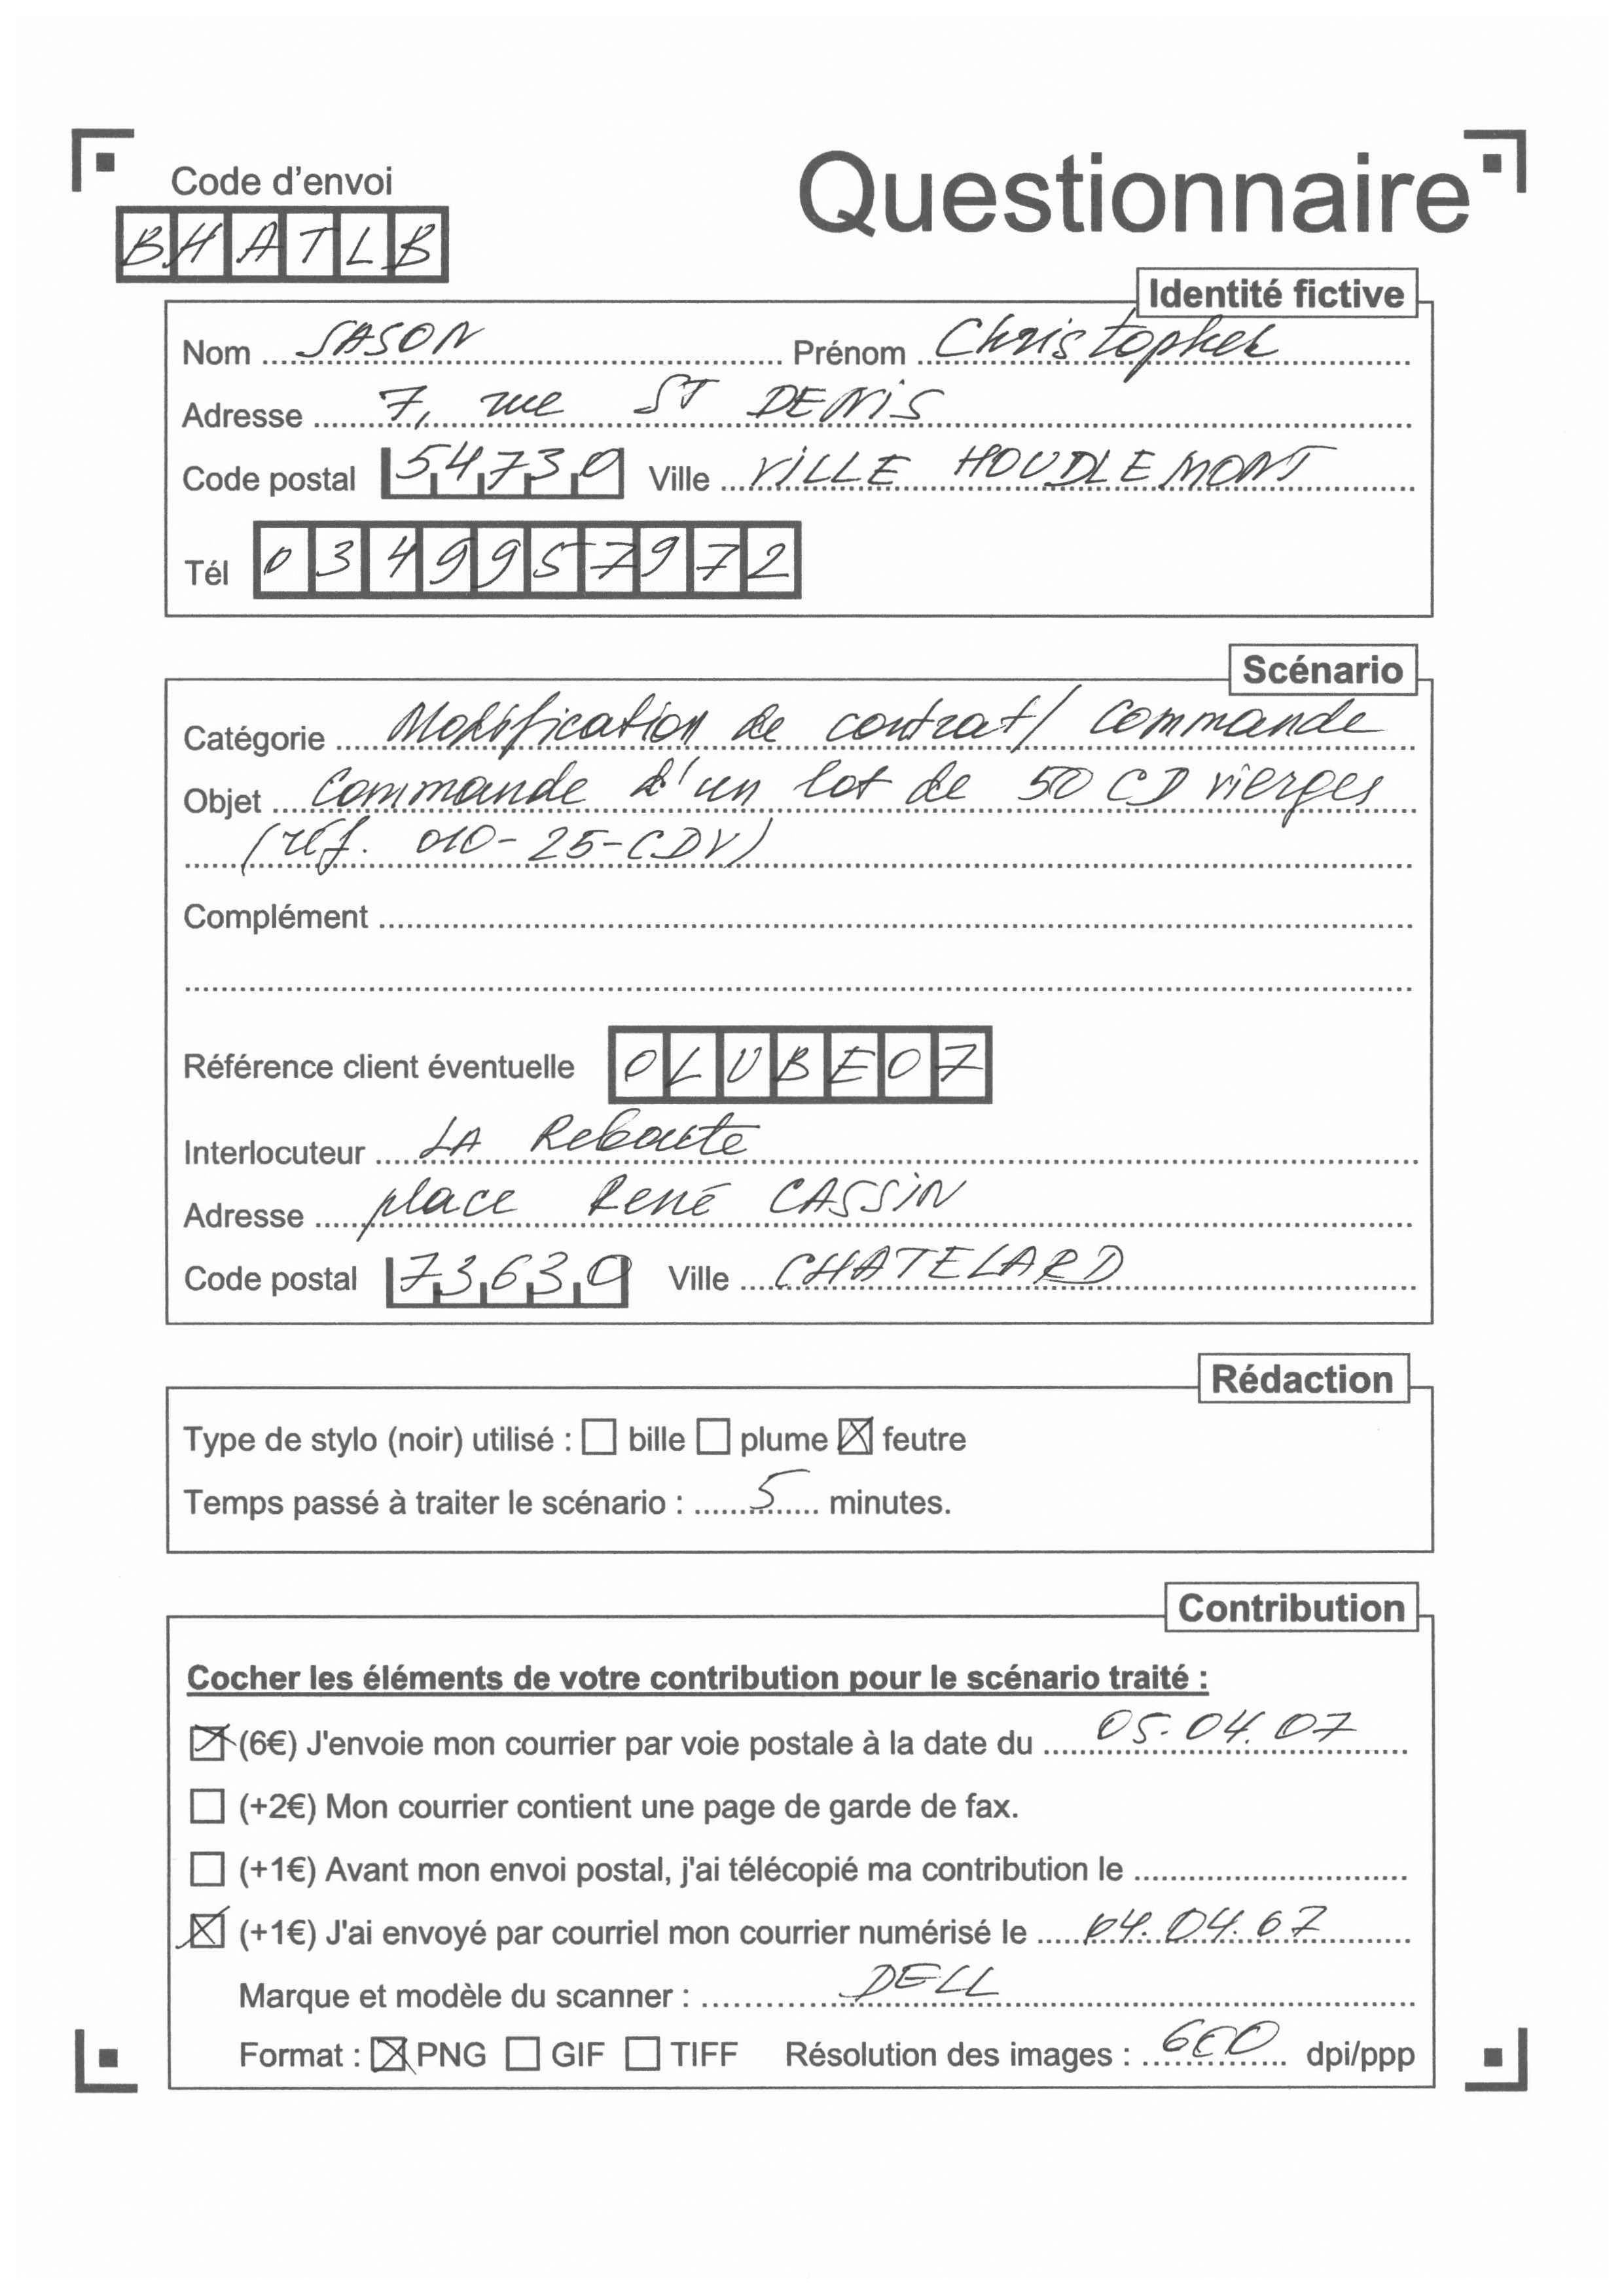 Code d'envoi
Questionnaire
BHATLB
Identité fictive
Nom SASON Prénom Christopher
Adresse 7, rue ST DENIS
Code postal 54730 Ville VILLE HOUDLEMONT
Tél 0349957972
Scénario
Catégorie Modification de contrat/ commande
Objet Commande d'un lot de 50 CD vierges
(réf. 010-25-CDV)
Complément
Référence client éventuelle OLUBE07
Interlocuteur LA Reboute
Adresse place René CASSIN
Code postal 73630 Ville CHATELARD
Rédaction
Type de stylo (noir) utilisé : bille plume feutre
Temps passé à traiter le scénario : 5 minutes.
Contribution
Cocher les éléments de votre contribution pour le scénario traité :
(6€) J'envoie mon courrier par voie postale à la date du 05.04.07
(+2€) Mon courrier contient une page de garde de fax.
(+1€) Avant mon envoi postal, j'ai télécopié ma contribution le
(+1€) J'ai envoyé par courriel mon courrier numérisé le 04.04.07
Marque et modèle du scanner : DELL
Format : PNG GIF TIFF Résolution des images : 600 dpi/ppp